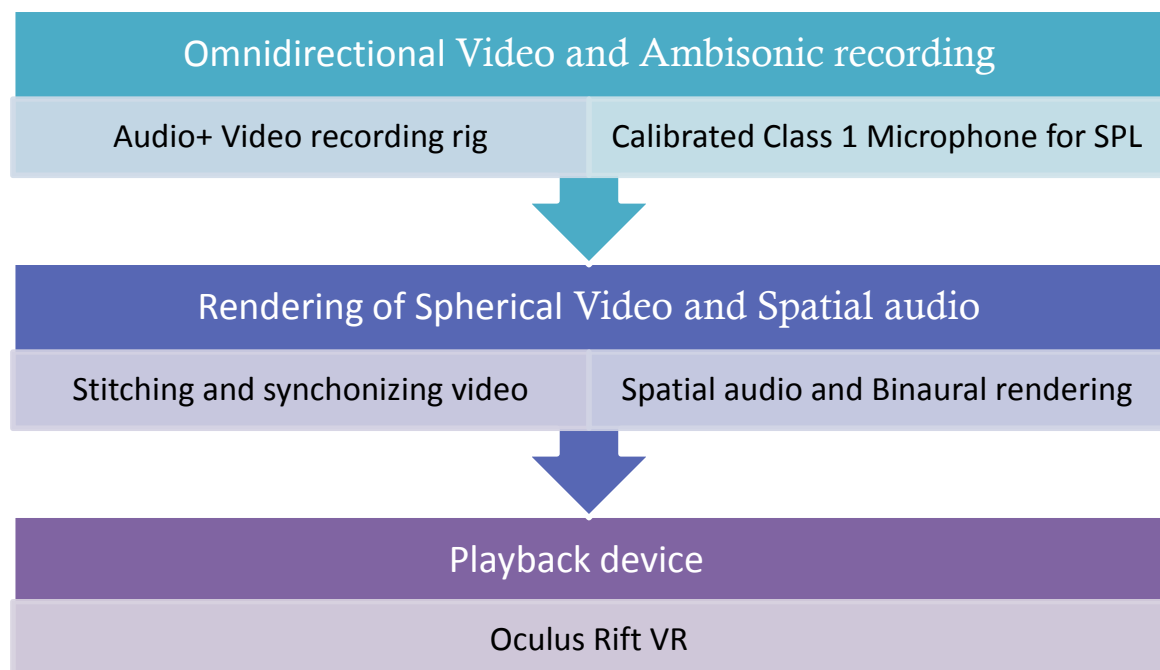 Omnidirectional Video and Ambisonic recording
Audio+ Video recording rig
Calibrated Class 1 Microphone for SPL
Rendering of Spherical Video and Spatial audio
Stitching and synchonizing video
Spatial audio and Binaural rendering
Playback device
Oculus Rift VR